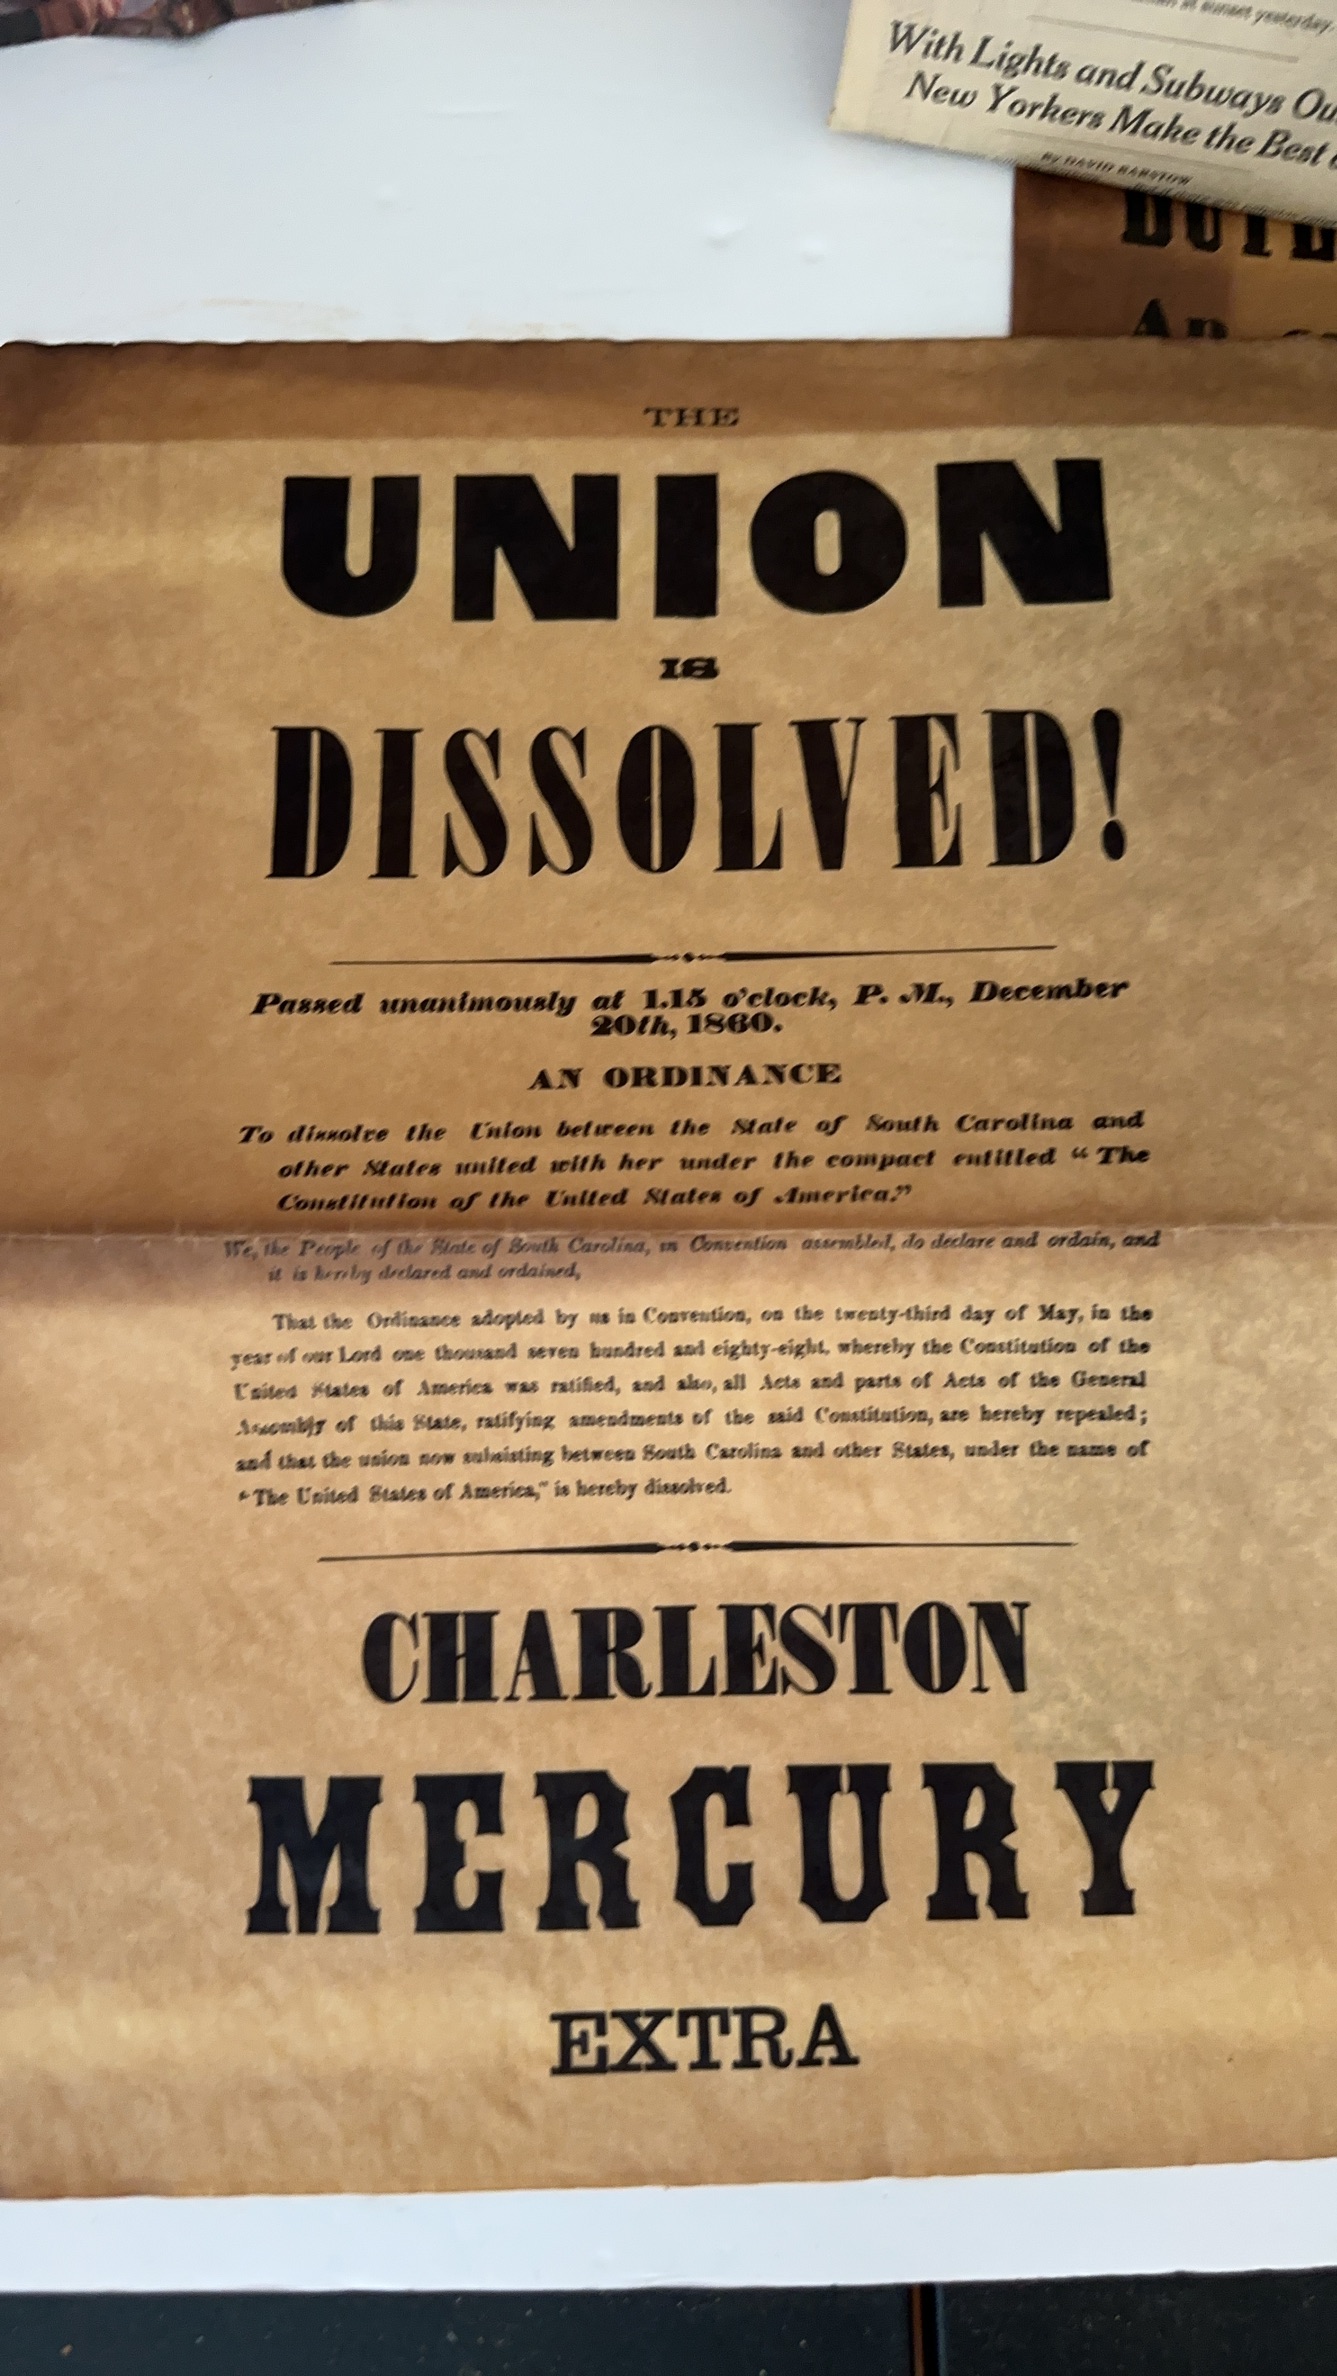 at sunset yesterday.
With Lights and Subways Ou
New Yorkers Make the Best
By DAVID BARSTOW
THE
UNION
IS
DISSOLVED!
Passed unanimously at 1.15 o'clock, P. M., December
20th, 1860.
AN ORDINANCE
To dissolve the Union between the State of South Carolina and
other States united with her under the compact entitled “The
Constitution of the United States of America.”
We, the People of the State of South Carolina, in Convention assembled, do declare and ordain, and
it is hereby declared and ordained,
That the Ordinance adopted by us in Convention, on the twenty-third day of May, in the
year of our Lord one thousand seven hundred and eighty-eight, whereby the Constitution of the
United States of America was ratified, and also, all Acts and parts of Acts of the General
Assembly of this State, ratifying amendments of the said Constitution, are hereby repealed;
and that the union now subsisting between South Carolina and other States, under the name of
“The United States of America,” is hereby dissolved.
CHARLESTON
MERCURY
EXTRA